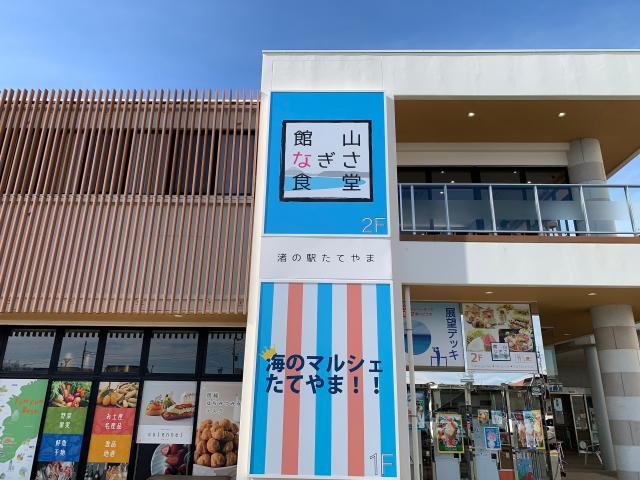 館山
なぎさ
食堂
2F
渚の駅たてやま
海のマルシェ
たてやま！！
1F
展望デッキ
2F
野菜
果実
鮮魚
干物
お土産
名産品